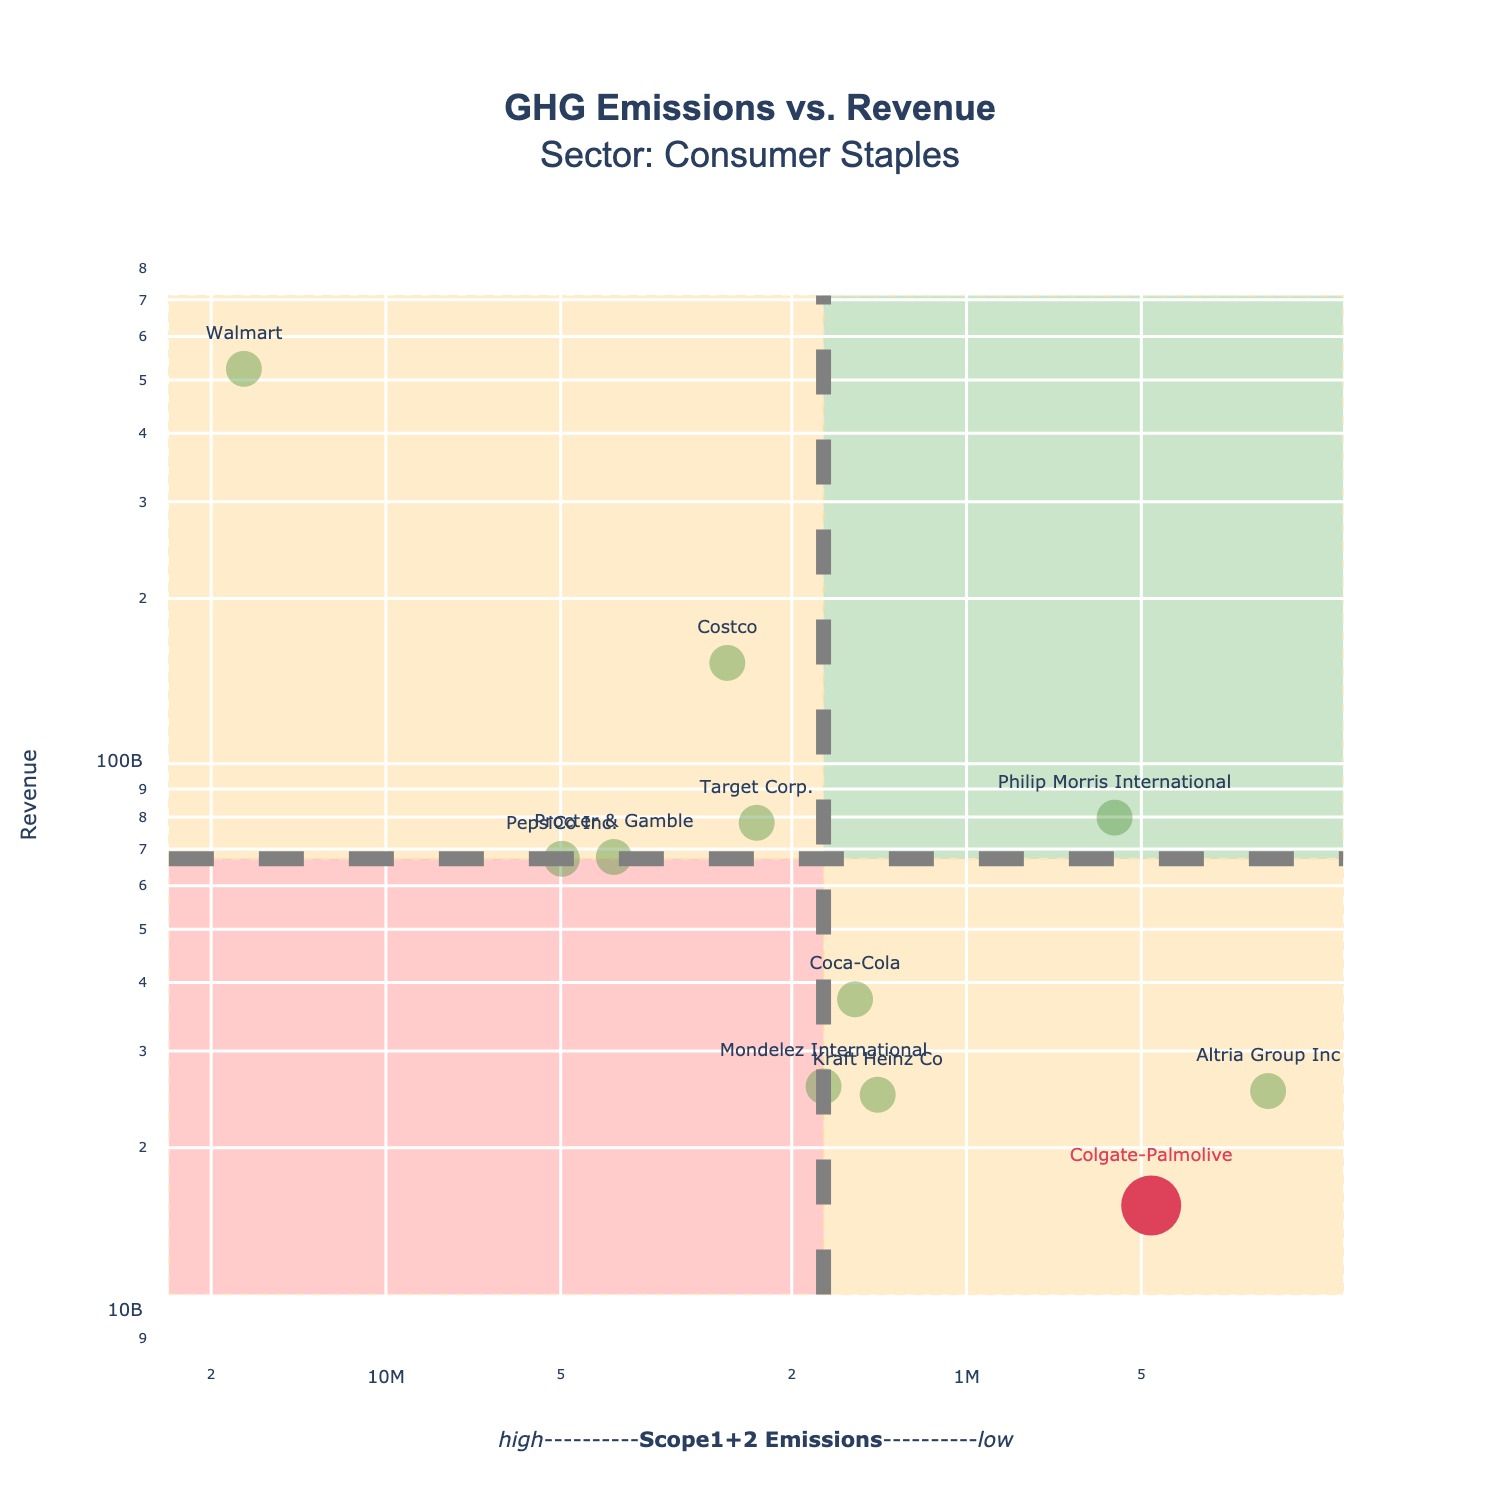 GHG Emissions vs. Revenue
Sector: Consumer Staples
8
7
Walmart
6
5
4
3
2
Costco
100B
9
Target Corp.
Philip Morris International
8
PepsiCo Inc.
Procter & Gamble
7
6
5
Coca-Cola
4
Mondelez International
3
Kraft Heinz Co
Altria Group Inc
2
Colgate-Palmolive
10B
9
Revenue
2
10M
5
2
1M
5
high----------Scope1+2 Emissions----------low